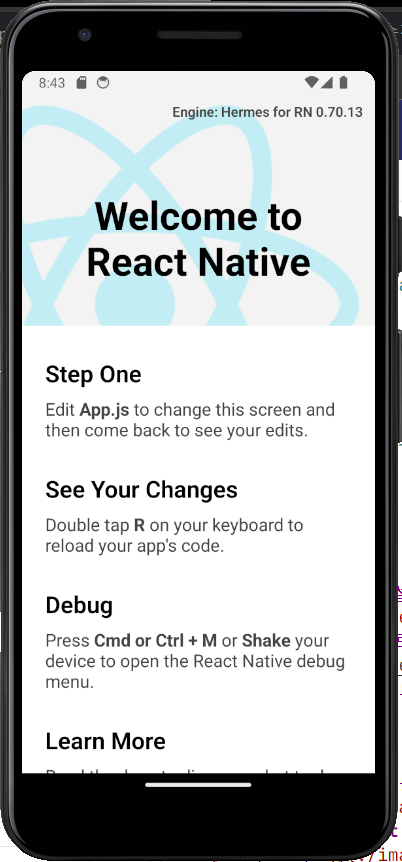 8:43
Engine: Hermes for RN 0.70.13
Welcome to
React Native
Step One
Edit App.js to change this screen and
then come back to see your edits.
See Your Changes
Double tap R on your keyboard to
reload your app's code.
Debug
Press Cmd or Ctrl + M or Shake your
device to open the React Native debug
menu.
Learn More